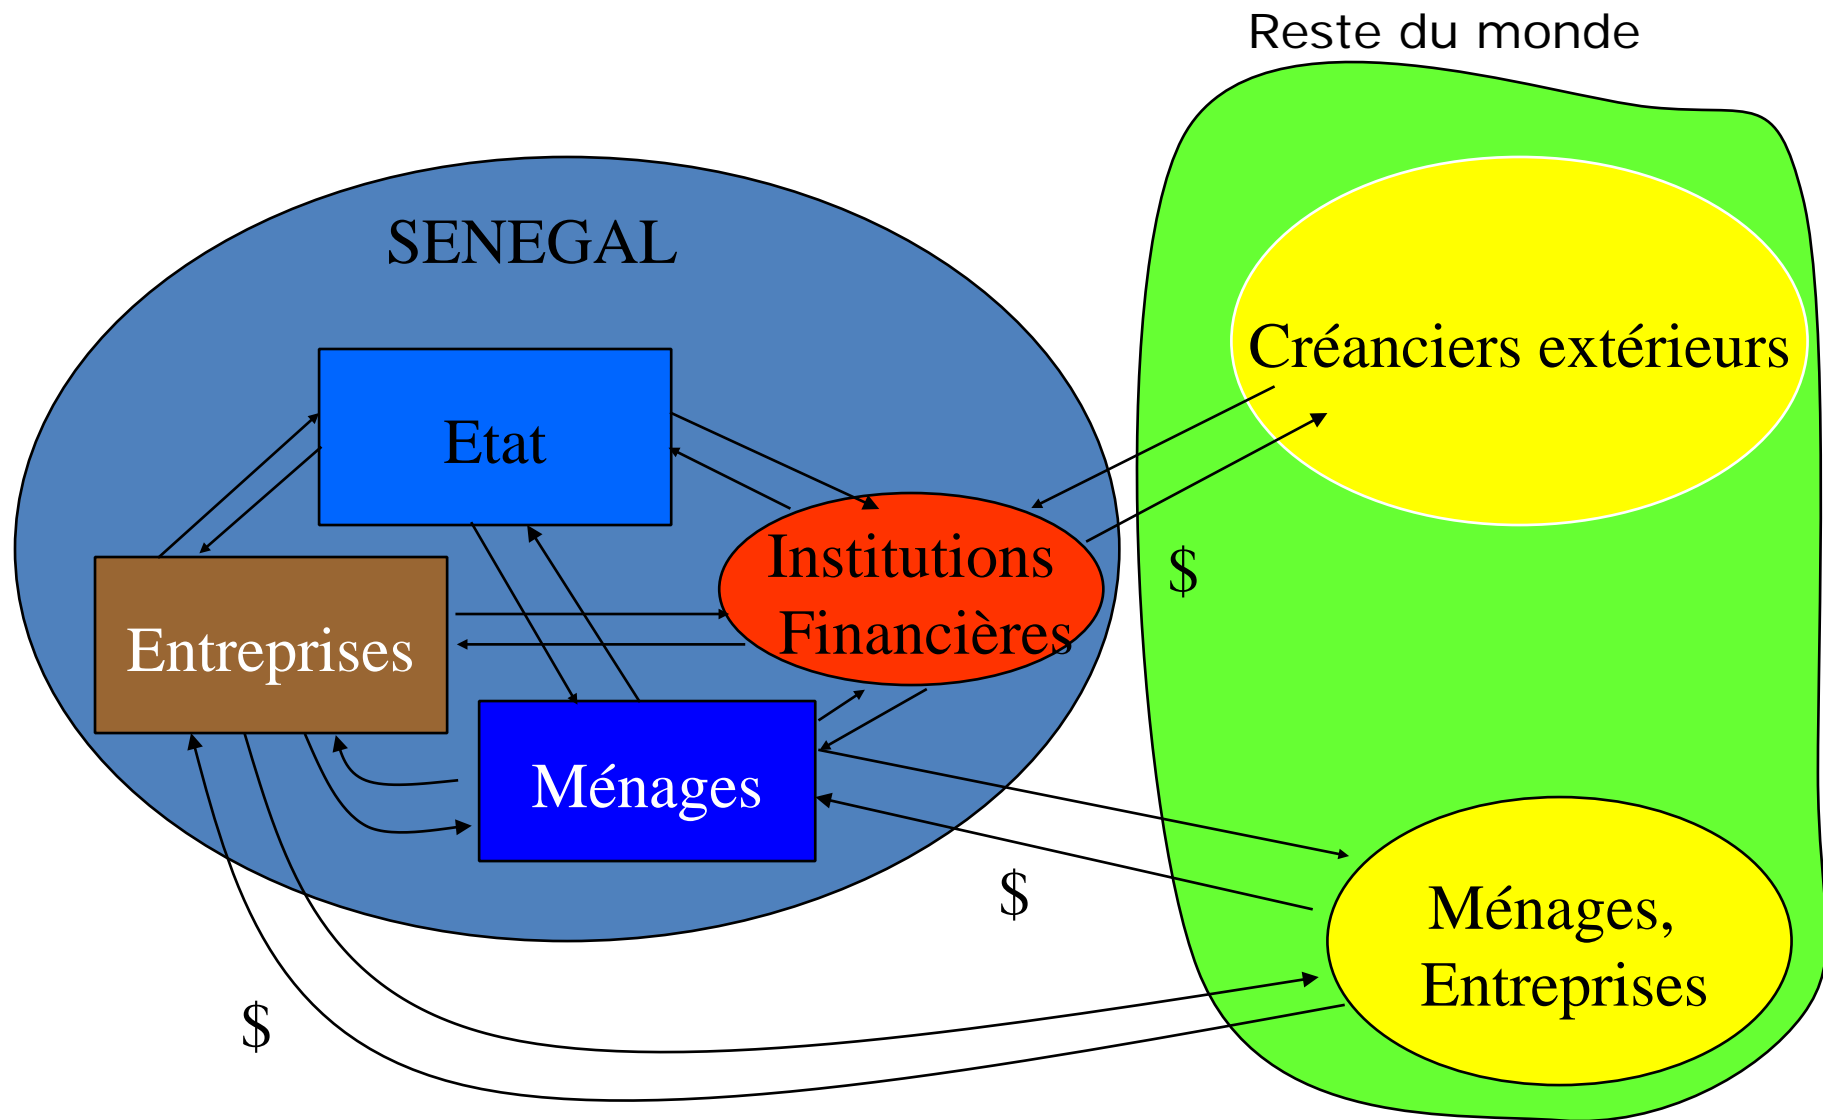 Reste du monde
SENEGAL
Créanciers extérieurs
Etat
Institutions
Financières
$
Entreprises
Ménages
$
Ménages,
Entreprises
$